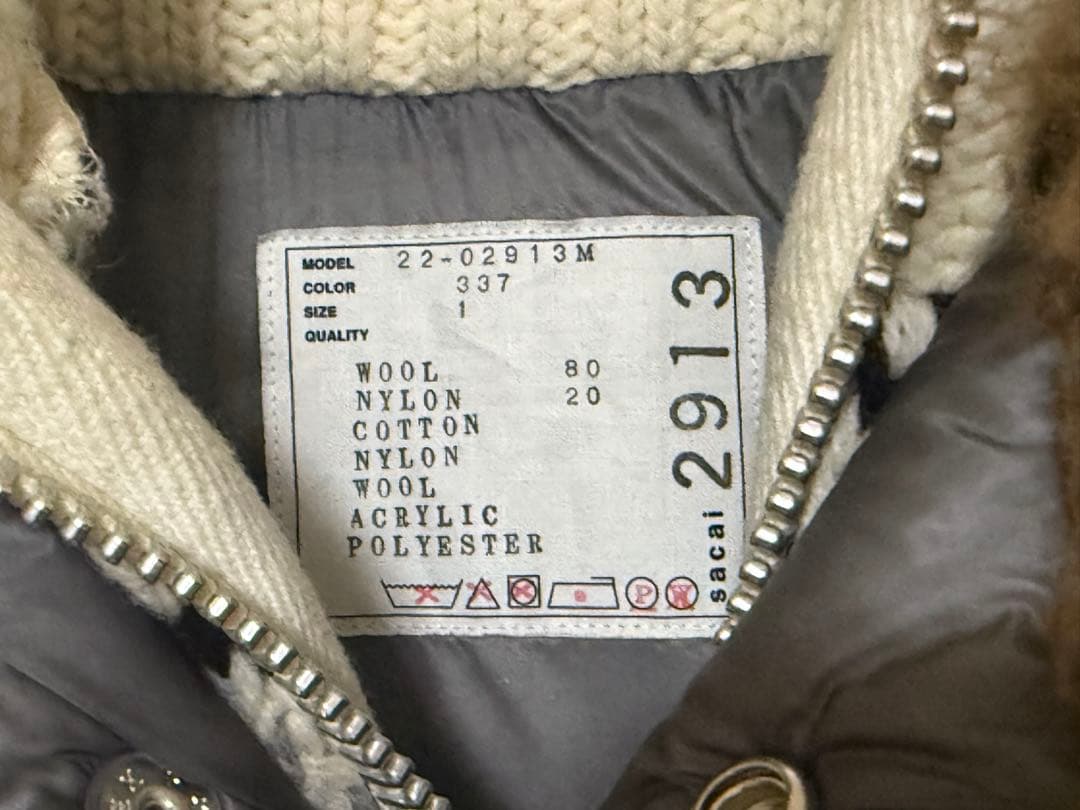 MODEL 22-02913M
COLOR 337
SIZE 1
QUALITY
WOOL 80
NYLON 20
COTTON
NYLON
WOOL
ACRYLIC
POLYESTER
P W
sacai 2913